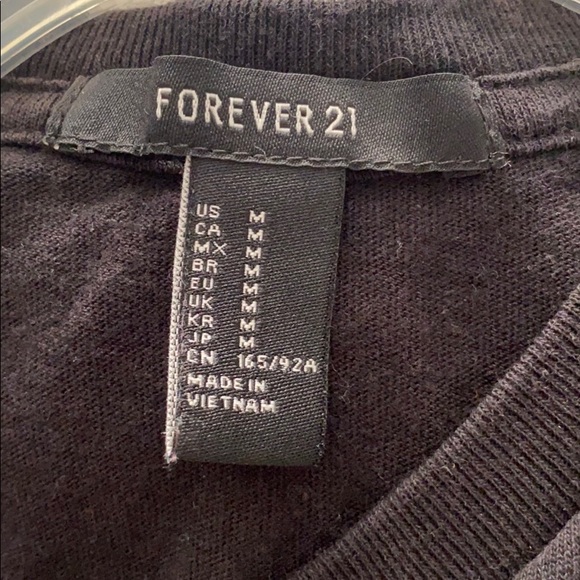 FOREVER 21
US M
CA M
MX M
BR M
EU M
UK M
KR M
JP M
CN 165/92A
MADE IN
VIETNAM